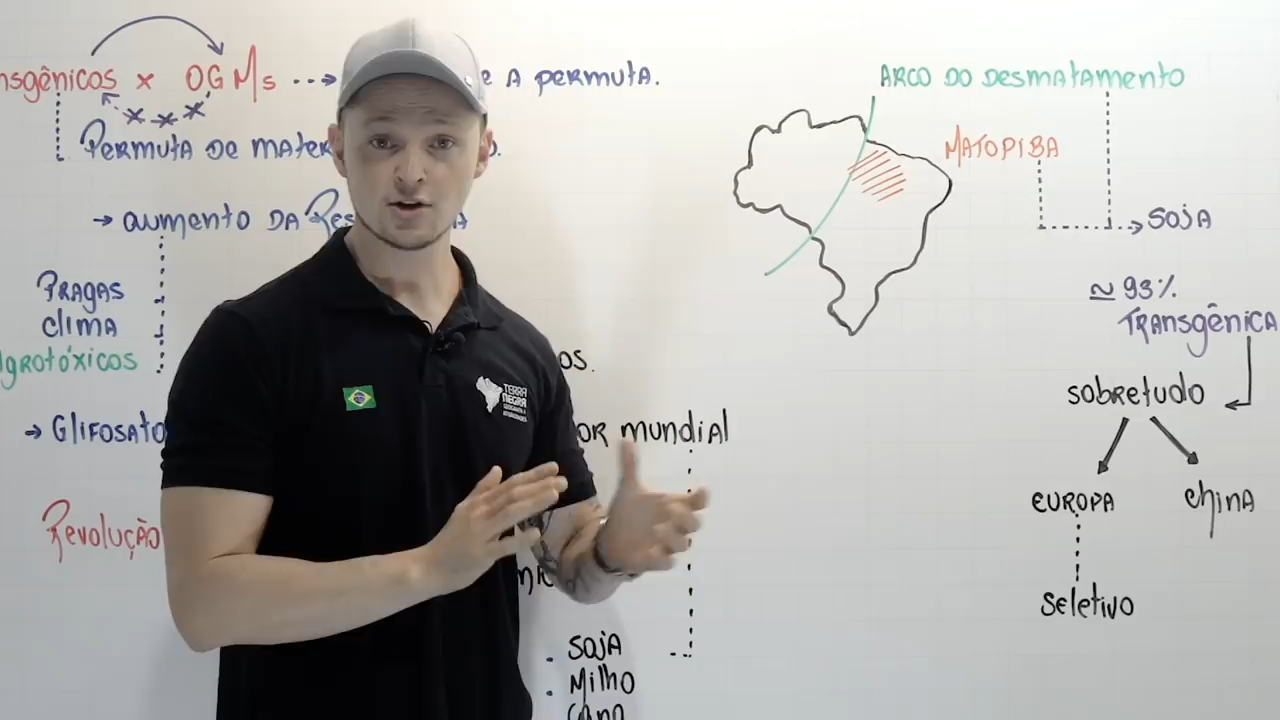 nsgênicos x OGMs → e A permuta.
Permuta de mater o.
→ aumento da Res a
Pragas
clima
grotóxicos
os.
→ Glifosato
or mundial
Revolução
. Soja
. Milho
cana
ARCO DO DESMATAMENTO
MATOPIBA
→ SOJA
≃ 93%
Transgênica
sobretudo
EUROPA china
seletivo
TERRA
NEGRA